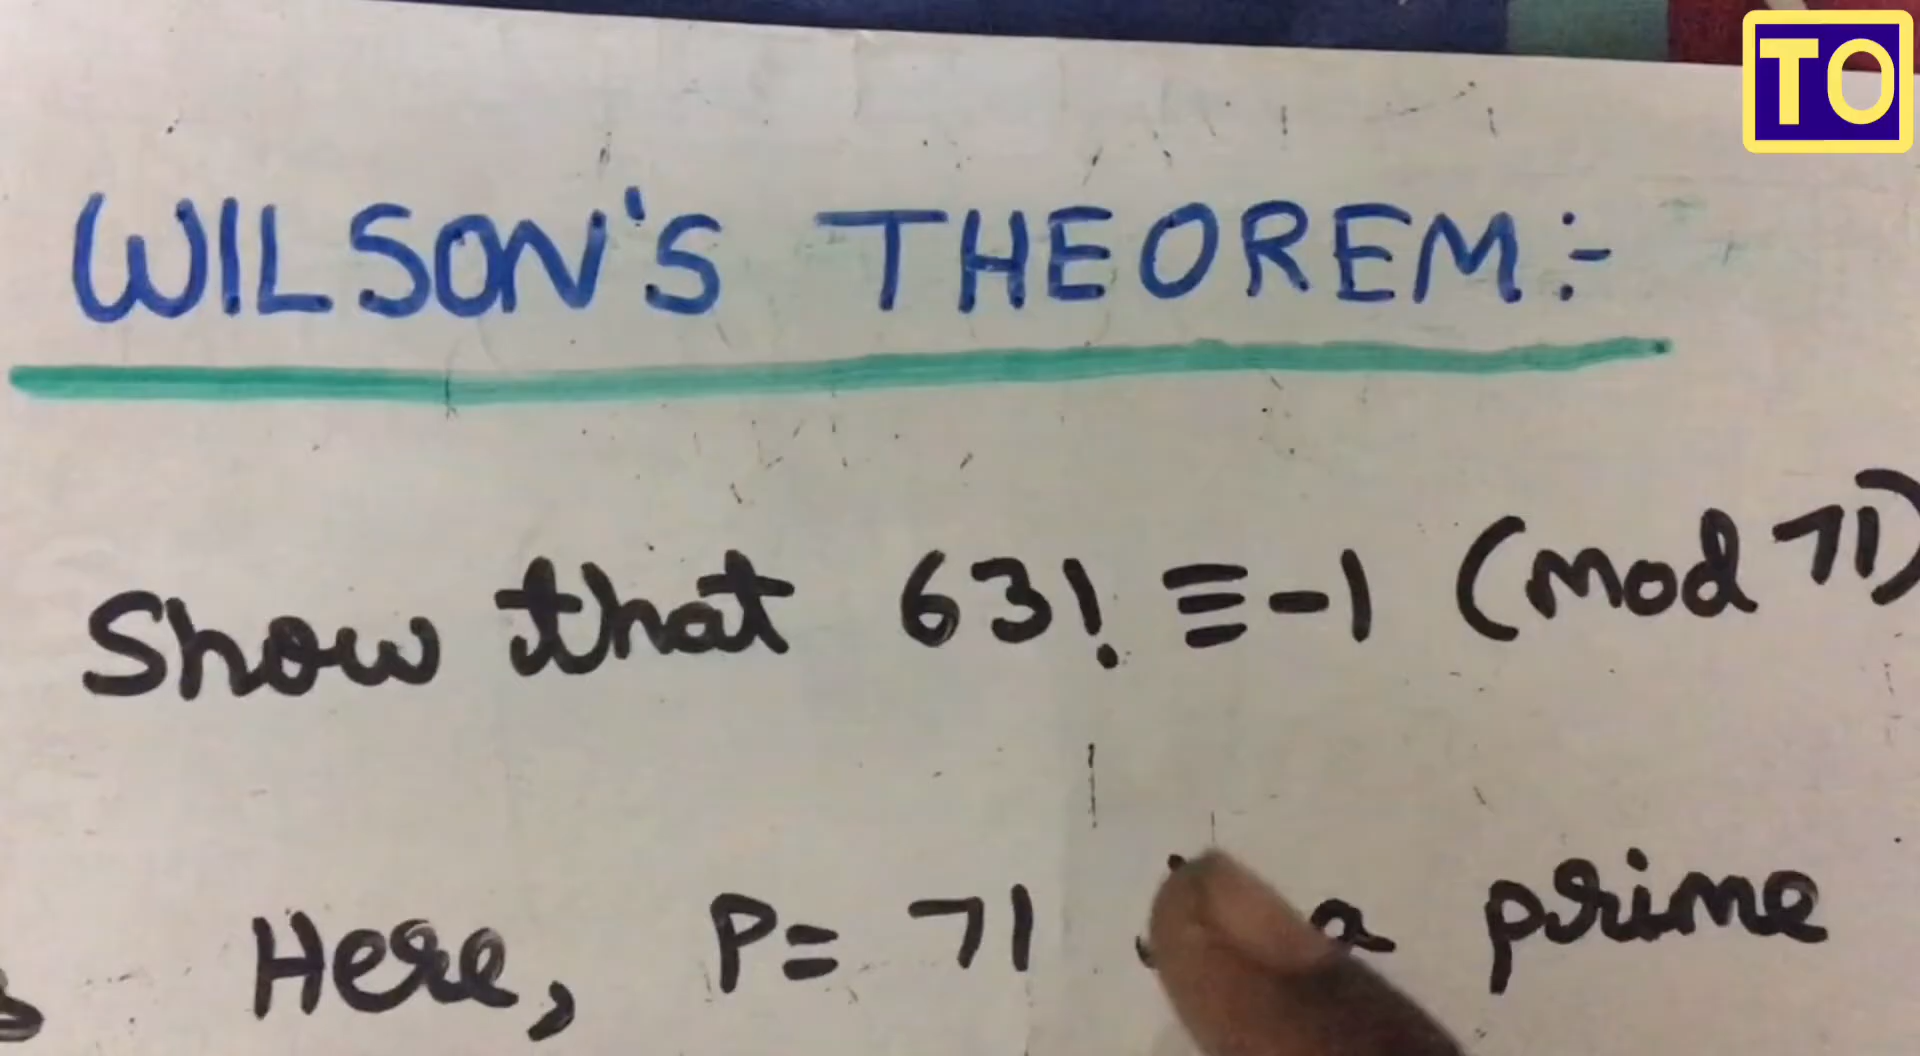 TO
WILSON'S THEOREM:-
Show that 63! ≡ -1 (mod 71)
Here, P = 71 a prime